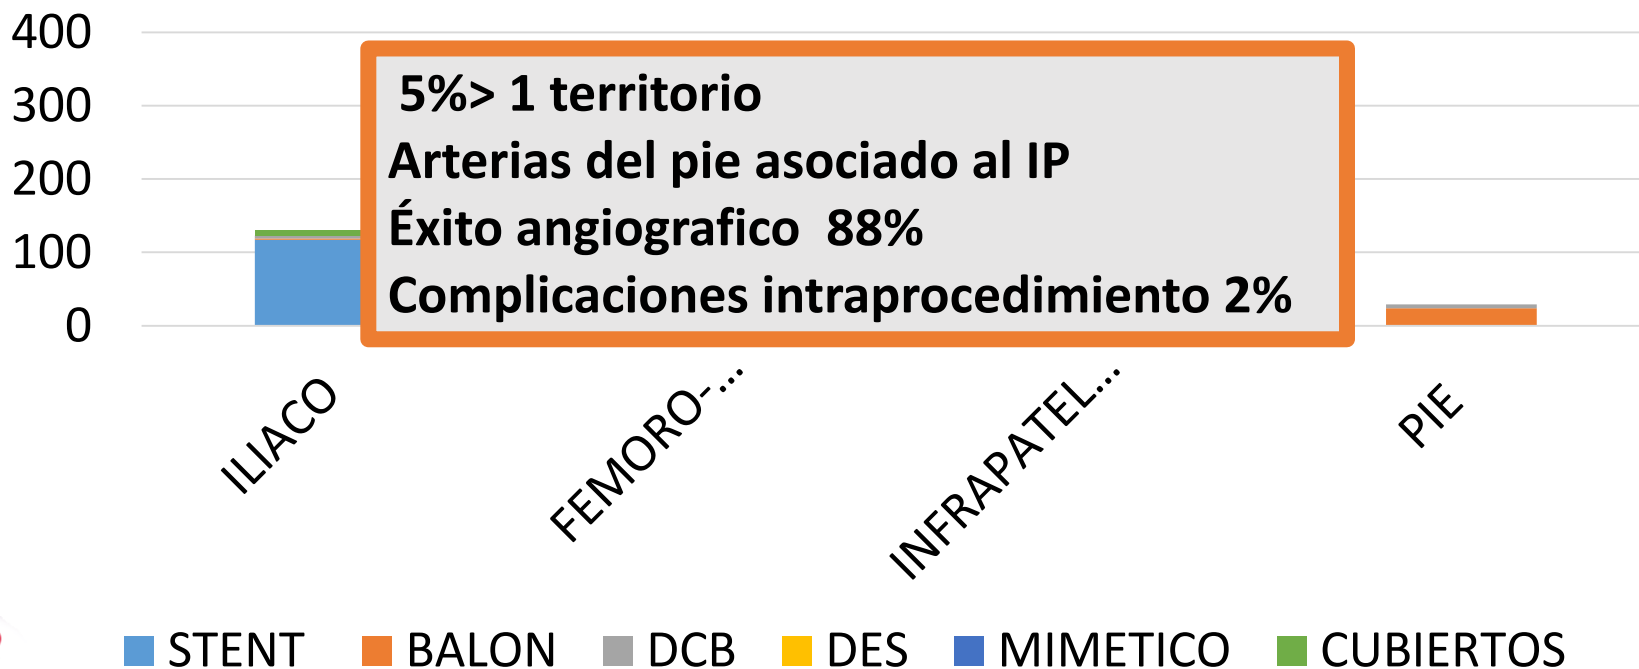 400
300
200
100
0
5%> 1 territorio
Arterias del pie asociado al IP
Éxito angiografico 88%
Complicaciones intraprocedimiento 2%
ILIACO
FEMORO-...
INFRAPATEL...
PIE
STENT BALON DCB DES MIMETICO CUBIERTOS